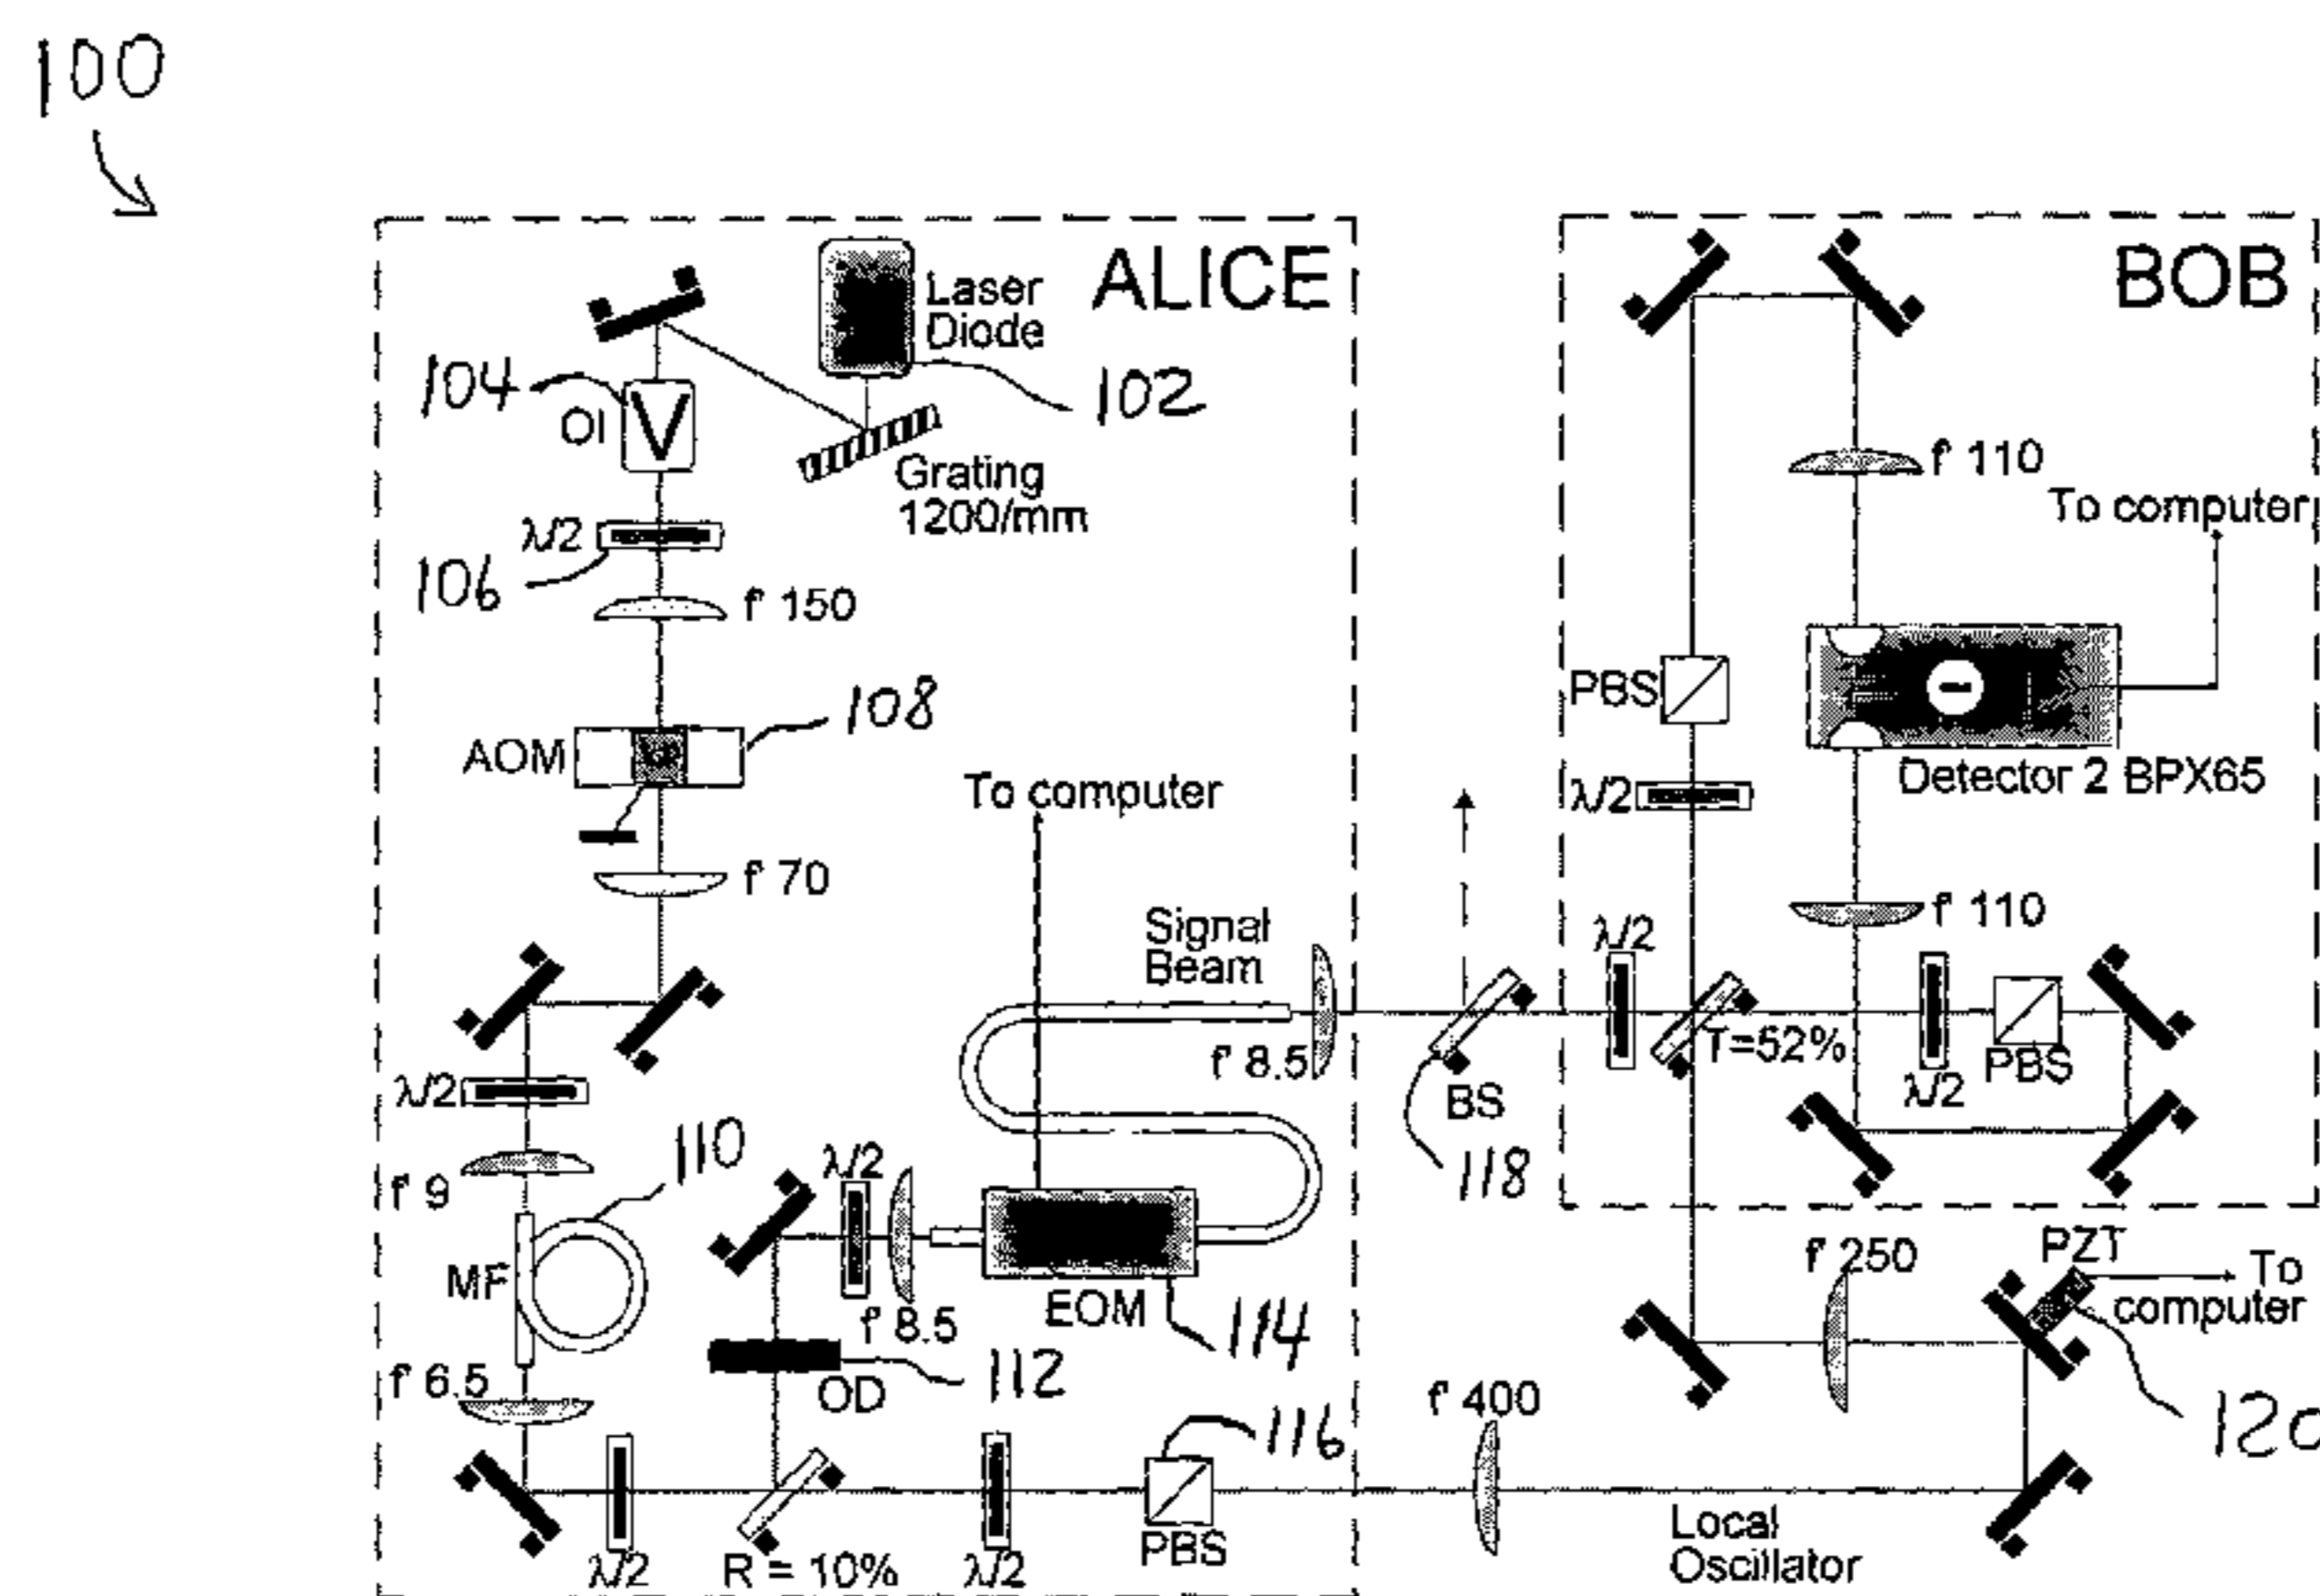 100
ALICE
BOB
Laser
Diode
104
OI
102
Grating
1200/mm
λ/2
106
f' 150
108
AOM
f' 70
λ/2
f' 9
110
MF
f' 6.5
λ/2
R = 10%
λ/2
PBS
116
OD
112
λ/2
f' 8.5
EOM
114
To computer
Signal
Beam
f' 8.5
BS
118
f' 110
To computer
PBS
λ/2
Detector 2 BPX65
f' 110
λ/2
T=52%
λ/2
PBS
f' 250
PZT
To
computer
120
f' 400
Local
Oscillator